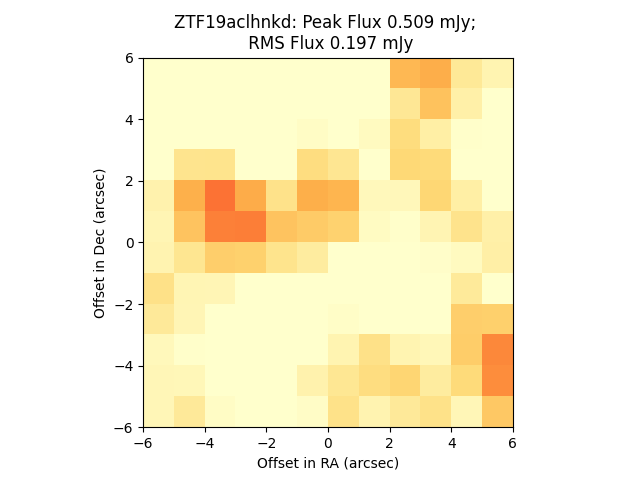 ZTF19aclhnkd: Peak Flux 0.509 mJy;
RMS Flux 0.197 mJy
6
4
2
0
−2
−4
−6
Offset in Dec (arcsec)
−6 −4 −2 0 2 4 6
Offset in RA (arcsec)